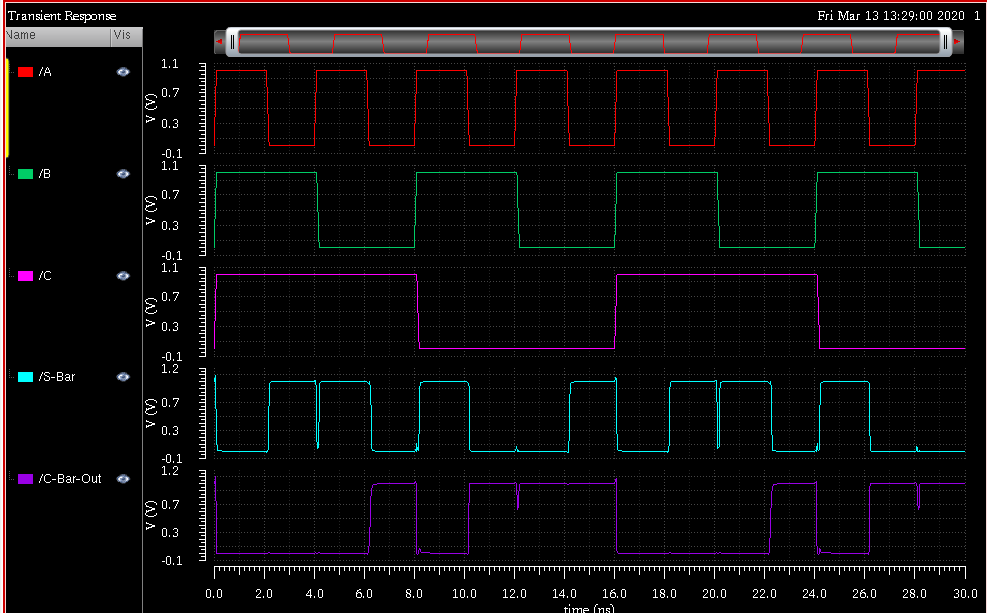 Transient Response Fri Mar 13 13:29:00 2020 1
Name Vis
/A
1.1
0.7
0.3
-0.1
V (V)
/B
1.1
0.7
0.3
-0.1
V (V)
/C
1.1
0.7
0.3
-0.1
V (V)
/S-Bar
1.2
0.7
0.3
-0.1
V (V)
/C-Bar-Out
1.2
0.7
0.3
-0.1
V (V)
0.0 2.0 4.0 6.0 8.0 10.0 12.0 14.0 16.0 18.0 20.0 22.0 24.0 26.0 28.0 30.0
time (ns)